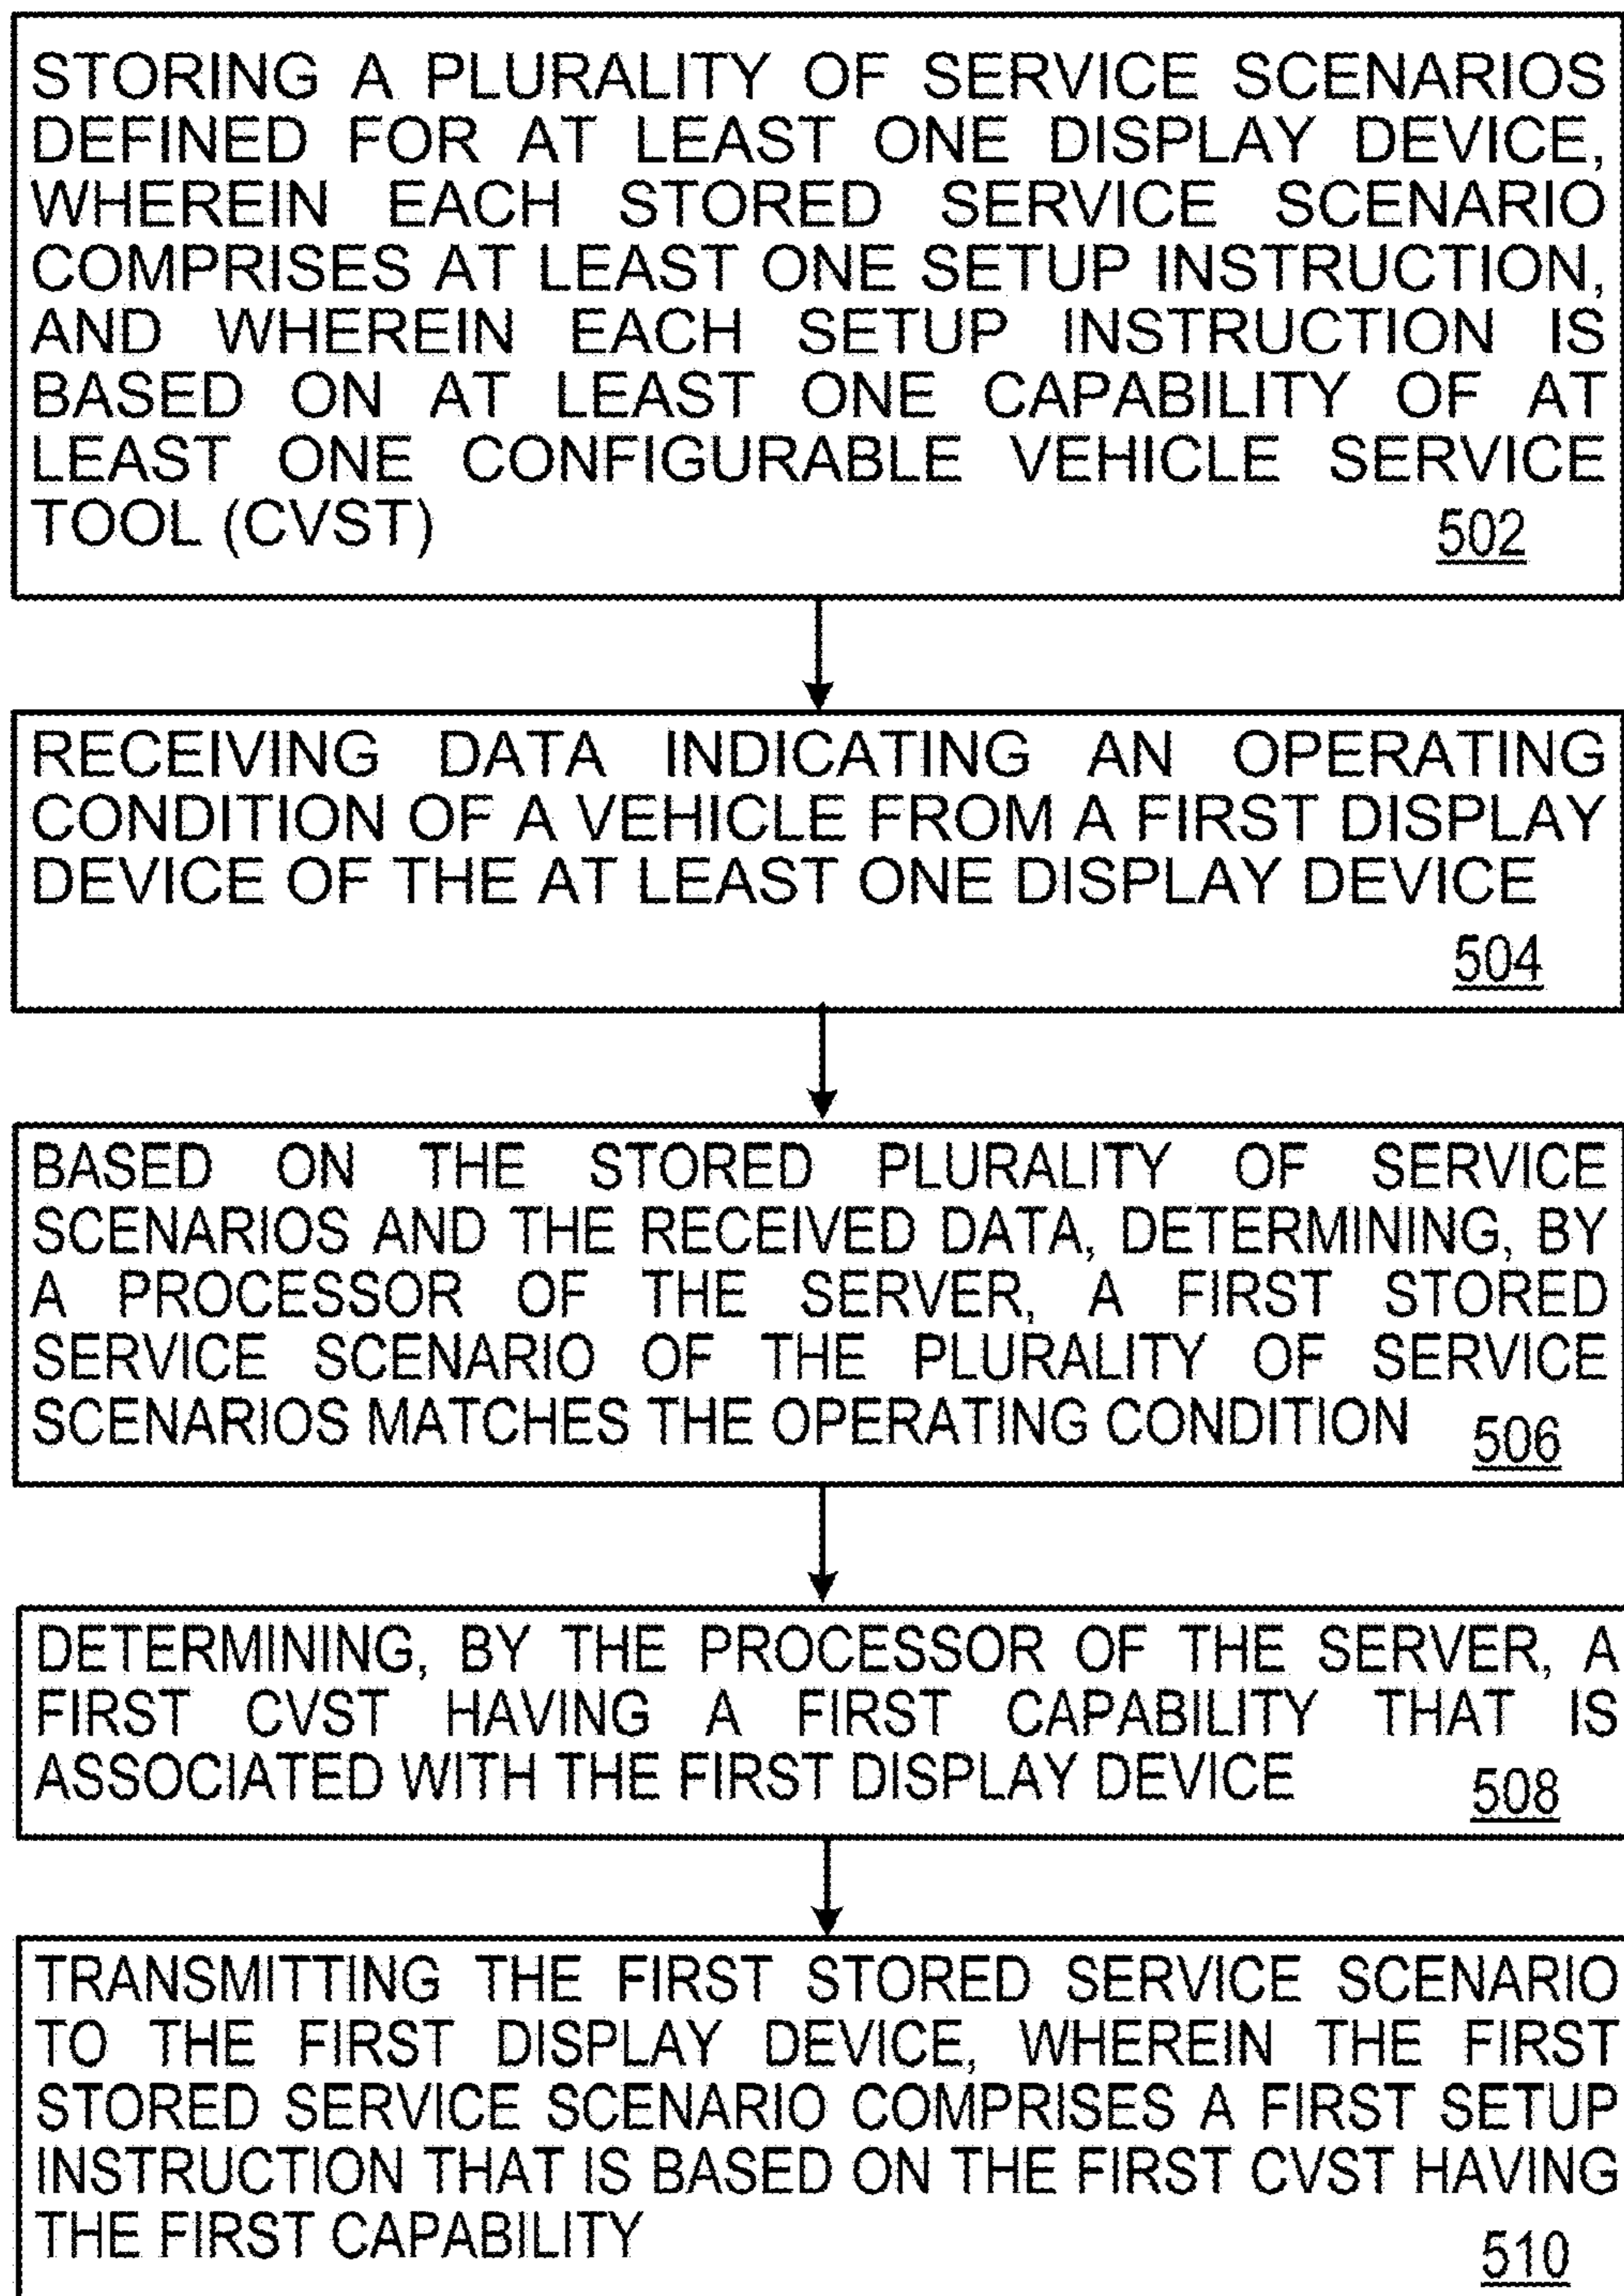 STORING A PLURALITY OF SERVICE SCENARIOS
DEFINED FOR AT LEAST ONE DISPLAY DEVICE,
WHEREIN EACH STORED SERVICE SCENARIO
COMPRISES AT LEAST ONE SETUP INSTRUCTION,
AND WHEREIN EACH SETUP INSTRUCTION IS
BASED ON AT LEAST ONE CAPABILITY OF AT
LEAST ONE CONFIGURABLE VEHICLE SERVICE
TOOL (CVST)
502
RECEIVING DATA INDICATING AN OPERATING
CONDITION OF A VEHICLE FROM A FIRST DISPLAY
DEVICE OF THE AT LEAST ONE DISPLAY DEVICE
504
BASED ON THE STORED PLURALITY OF SERVICE
SCENARIOS AND THE RECEIVED DATA, DETERMINING, BY
A PROCESSOR OF THE SERVER, A FIRST STORED
SERVICE SCENARIO OF THE PLURALITY OF SERVICE
SCENARIOS MATCHES THE OPERATING CONDITION
506
DETERMINING, BY THE PROCESSOR OF THE SERVER, A
FIRST CVST HAVING A FIRST CAPABILITY THAT IS
ASSOCIATED WITH THE FIRST DISPLAY DEVICE
508
TRANSMITTING THE FIRST STORED SERVICE SCENARIO
TO THE FIRST DISPLAY DEVICE, WHEREIN THE FIRST
STORED SERVICE SCENARIO COMPRISES A FIRST SETUP
INSTRUCTION THAT IS BASED ON THE FIRST CVST HAVING
THE FIRST CAPABILITY
510